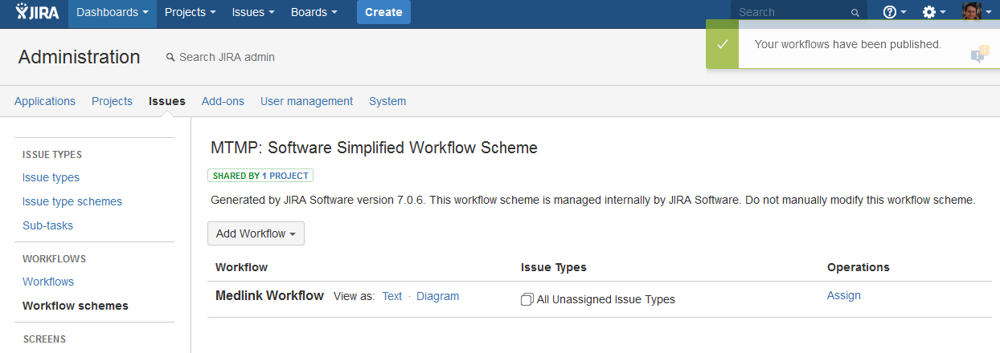 JIRA Dashboards Projects Issues Boards Create Search
Your workflows have been published.
Administration Search JIRA admin
Applications Projects Issues Add-ons User management System
MTMP: Software Simplified Workflow Scheme
ISSUE TYPES
SHARED BY 1 PROJECT
Issue types
Generated by JIRA Software version 7.0.6. This workflow scheme is managed internally by JIRA Software. Do not manually modify this workflow scheme.
Issue type schemes
Sub-tasks
Add Workflow
WORKFLOWS
Workflow Issue Types Operations
Workflows
Medlink Workflow View as: Text · Diagram All Unassigned Issue Types Assign
Workflow schemes
SCREENS